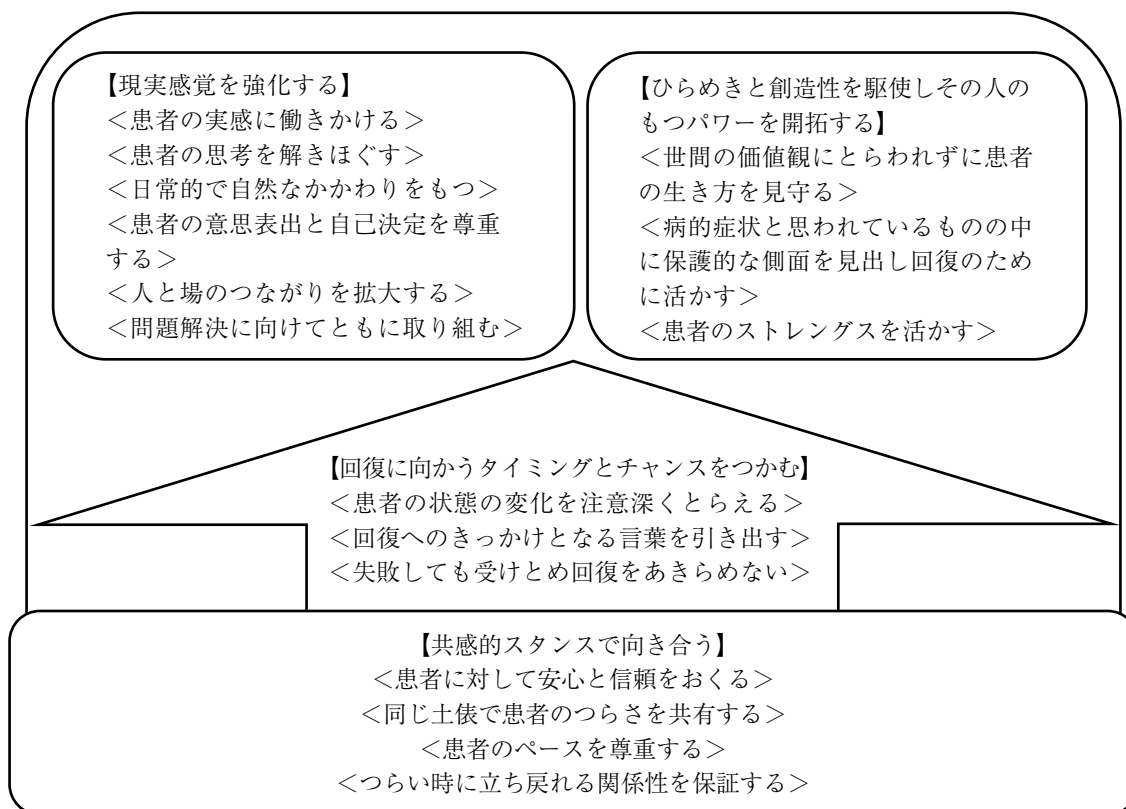 【現実感覚を強化する】
＜患者の実感に働きかける＞
＜患者の思考を解きほぐす＞
＜日常的で自然なかかわりをもつ＞
＜患者の意思表出と自己決定を尊重
する＞
＜人と場のつながりを拡大する＞
＜問題解決に向けてともに取り組む＞
【ひらめきと創造性を駆使しその人の
もつパワーを開拓する】
＜世間の価値観にとらわれずに患者
の生き方を見守る＞
＜病的症状と思われているものの中
に保護的な側面を見出し回復のため
に活かす＞
＜患者のストレングスを活かす＞
【回復に向かうタイミングとチャンスをつかむ】
＜患者の状態の変化を注意深くとらえる＞
＜回復へのきっかけとなる言葉を引き出す＞
＜失敗しても受けとめ回復をあきらめない＞
【共感的スタンスで向き合う】
＜患者に対して安心と信頼をおくる＞
＜同じ土俵で患者のつらさを共有する＞
＜患者のペースを尊重する＞
＜つらい時に立ち戻れる関係性を保証する＞